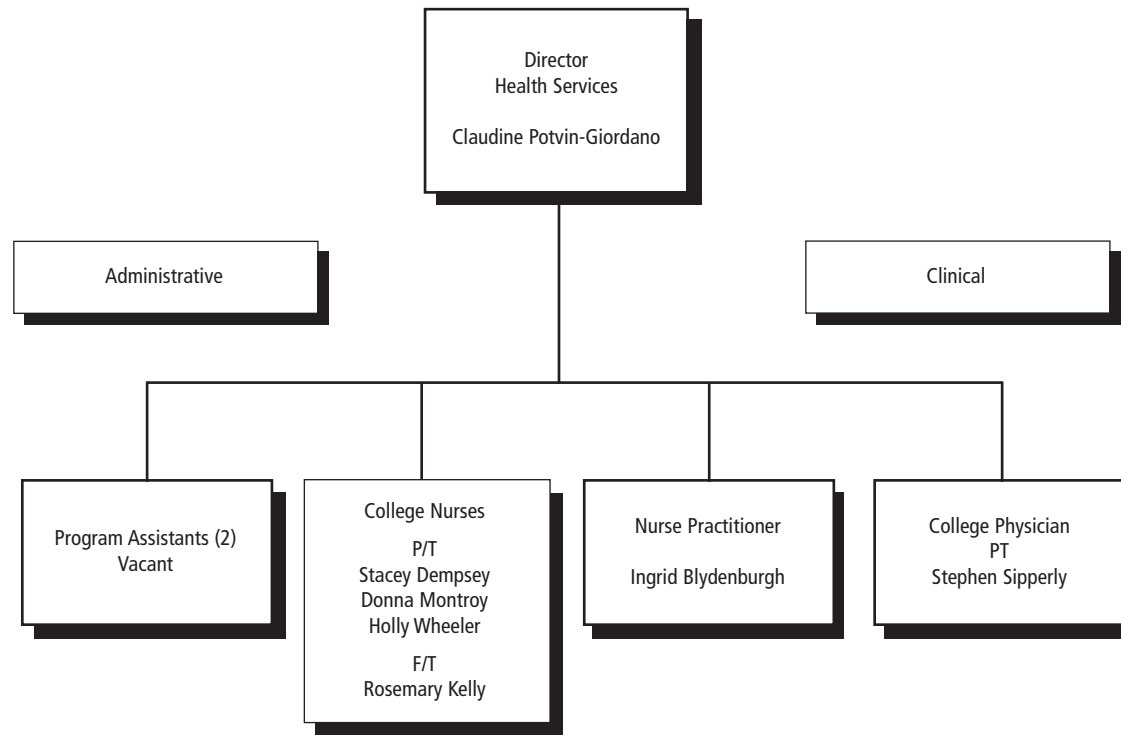 Director
Health Services
Claudine Potvin-Giordano
Administrative
Clinical
Program Assistants (2)
Vacant
College Nurses
P/T
Stacey Dempsey
Donna Montroy
Holly Wheeler
F/T
Rosemary Kelly
Nurse Practitioner
Ingrid Blydenburgh
College Physician
PT
Stephen Sipperly